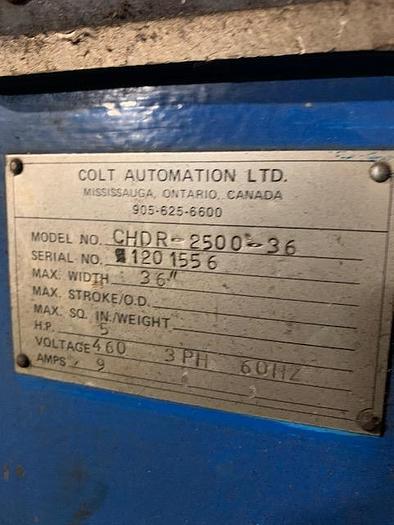 COLT AUTOMATION LTD.
MISSISSAUGA, ONTARIO, CANADA
905-625-6600
MODEL NO. CHDR-2500-36
SERIAL NO. 1201556
MAX. WIDTH 36"
MAX. STROKE/O.D.
MAX. SQ. IN./WEIGHT
H.P. 5
VOLTAGE 460 3PH 60HZ
AMPS 9